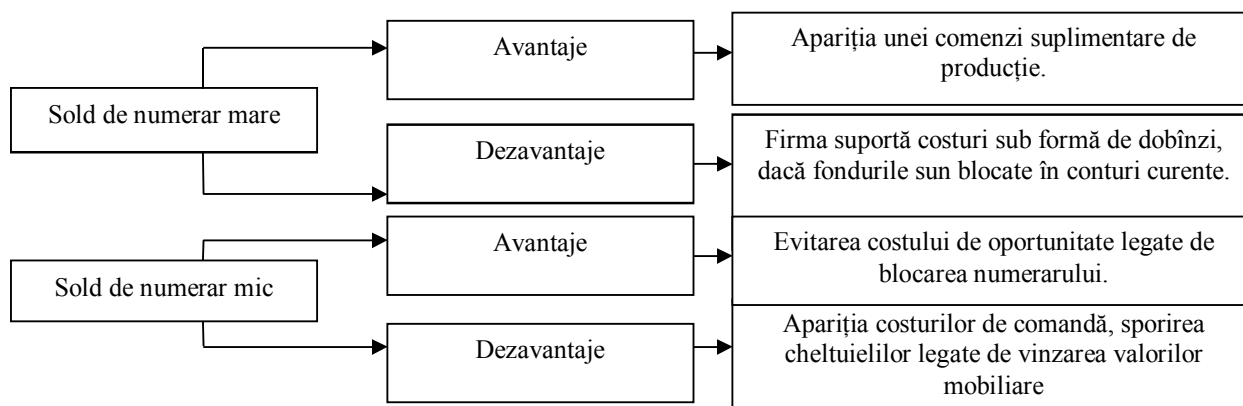 Sold de numerar mare
Avantaje
Apariția unei comenzi suplimentare de
producție.
Dezavantaje
Firma suportă costuri sub formă de dobînzi,
dacă fondurile sun blocate în conturi curente.
Sold de numerar mic
Avantaje
Evitarea costului de oportunitate legate de
blocarea numerarului.
Dezavantaje
Apariția costurilor de comandă, sporirea
cheltuielilor legate de vinzarea valorilor
mobiliare